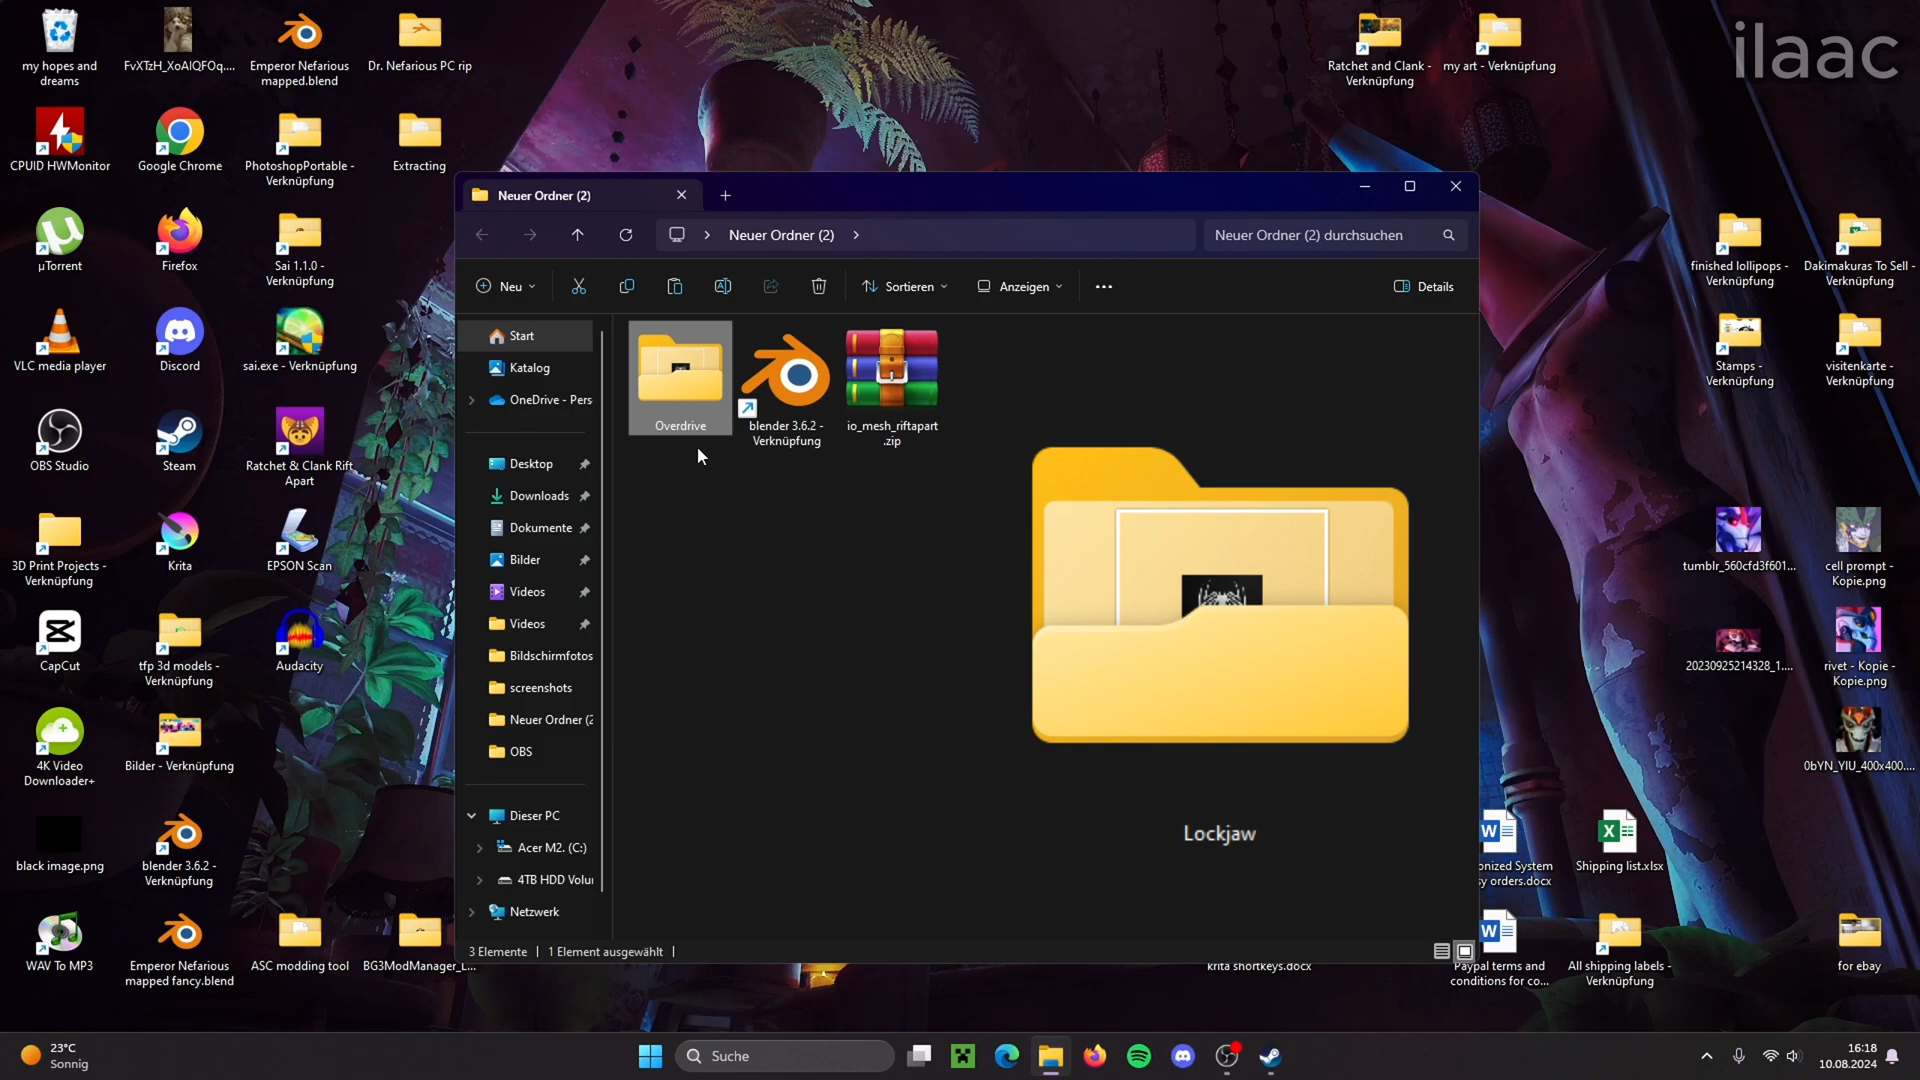 my hopes and
dreams
FvXTzH_XoAIQFOq....
Emperor Nefarious
mapped.blend
Dr. Nefarious PC rip
Ratchet and Clank -
Verknüpfung
my art - Verknüpfung
ilaac
CPUID HWMonitor
Google Chrome
PhotoshopPortable -
Verknüpfung
Extracting
µTorrent
Firefox
Sai 1.1.0 -
Verknüpfung
finished lollipops -
Verknüpfung
Dakimakuras To Sell -
Verknüpfung
VLC media player
Discord
sai.exe - Verknüpfung
Stamps -
Verknüpfung
visitenkarte -
Verknüpfung
OBS Studio
Steam
Ratchet & Clank Rift
Apart
3D Print Projects -
Verknüpfung
Krita
EPSON Scan
tumblr_560cfd3f601...
cell prompt -
Kopie.png
CapCut
tfp 3d models -
Verknüpfung
Audacity
20230925214328_1....
rivet - Kopie -
Kopie.png
4K Video
Downloader+
Bilder - Verknüpfung
0bYN_YIU_400x400....
black image.png
blender 3.6.2 -
Verknüpfung
onized System
sy orders.docx
Shipping list.xlsx
WAV To MP3
Emperor Nefarious
mapped fancy.blend
ASC modding tool
BG3ModManager_L...
krita shortkeys.docx
Paypal terms and
conditions for co...
All shipping labels -
Verknüpfung
for ebay
Neuer Ordner (2)
Neuer Ordner (2)
Neuer Ordner (2) durchsuchen
Neu
Sortieren
Anzeigen
Details
Start
Katalog
OneDrive - Pers
Desktop
Downloads
Dokumente
Bilder
Videos
Videos
Bildschirmfotos
screenshots
Neuer Ordner (2
OBS
Dieser PC
Acer M2. (C:)
4TB HDD Volu
Netzwerk
Overdrive
blender 3.6.2 -
Verknüpfung
io_mesh_riftapart
.zip
Lockjaw
3 Elemente
1 Element ausgewählt
23°C
Sonnig
Suche
16:18
10.08.2024